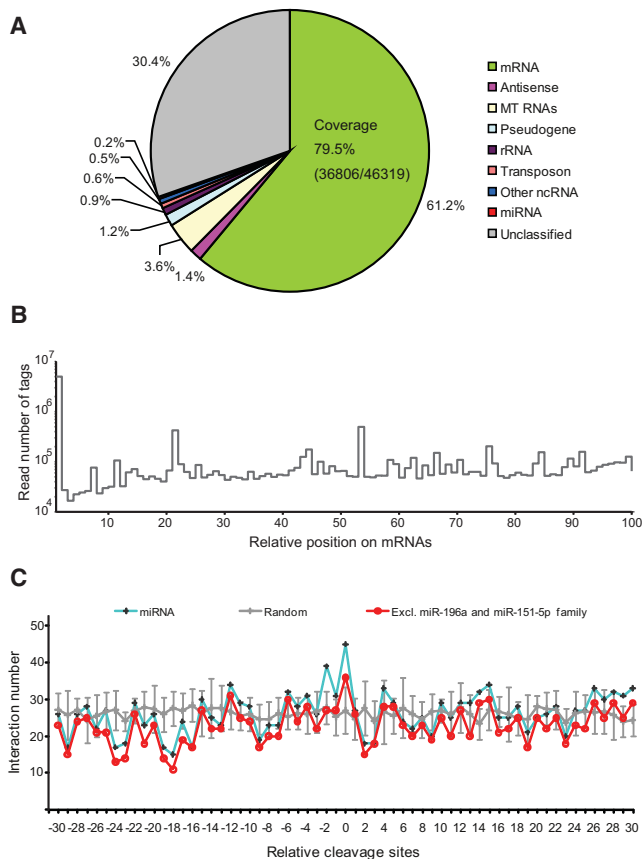 A
30.4%
0.2%
0.5%
0.6%
0.9%
1.2%
3.6%
1.4%
61.2%
Coverage
79.5%
(36806/46319)
mRNA
Antisense
MT RNAs
Pseudogene
rRNA
Transposon
Other ncRNA
miRNA
Unclassified
B
Read number of tags
10^7
10^6
10^5
10^4
10 20 30 40 50 60 70 80 90 100
Relative position on mRNAs
C
miRNA Random Excl. miR-196a and miR-151-5p family
Interaction number
50
40
30
20
10
-30 -28 -26 -24 -22 -20 -18 -16 -14 -12 -10 -8 -6 -4 -2 0 2 4 6 8 10 12 14 16 18 20 22 24 26 28 30
Relative cleavage sites